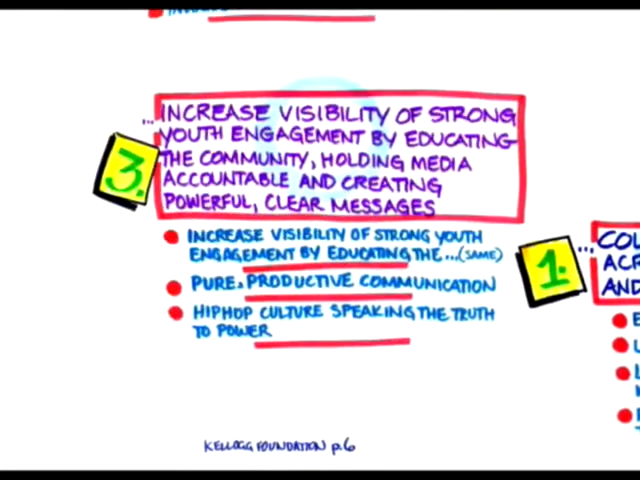 ... INCREASE VISIBILITY OF STRONG
YOUTH ENGAGEMENT BY EDUCATING
THE COMMUNITY, HOLDING MEDIA
ACCOUNTABLE AND CREATING
POWERFUL, CLEAR MESSAGES
3.
INCREASE VISIBILITY OF STRONG YOUTH
ENGAGEMENT BY EDUCATING THE ...(SAME)
PURE, PRODUCTIVE COMMUNICATION
HIPHOP CULTURE SPEAKING THE TRUTH
TO POWER
KELLOGG FOUNDATION p.6
1.
... COL
ACR
AND